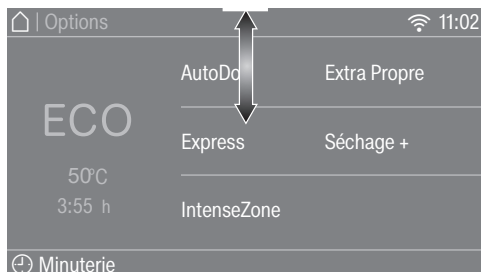 | Options 11:02
AutoDo Extra Propre
ECO
Express Séchage +
50°C
3:55 h
IntenseZone
Minuterie